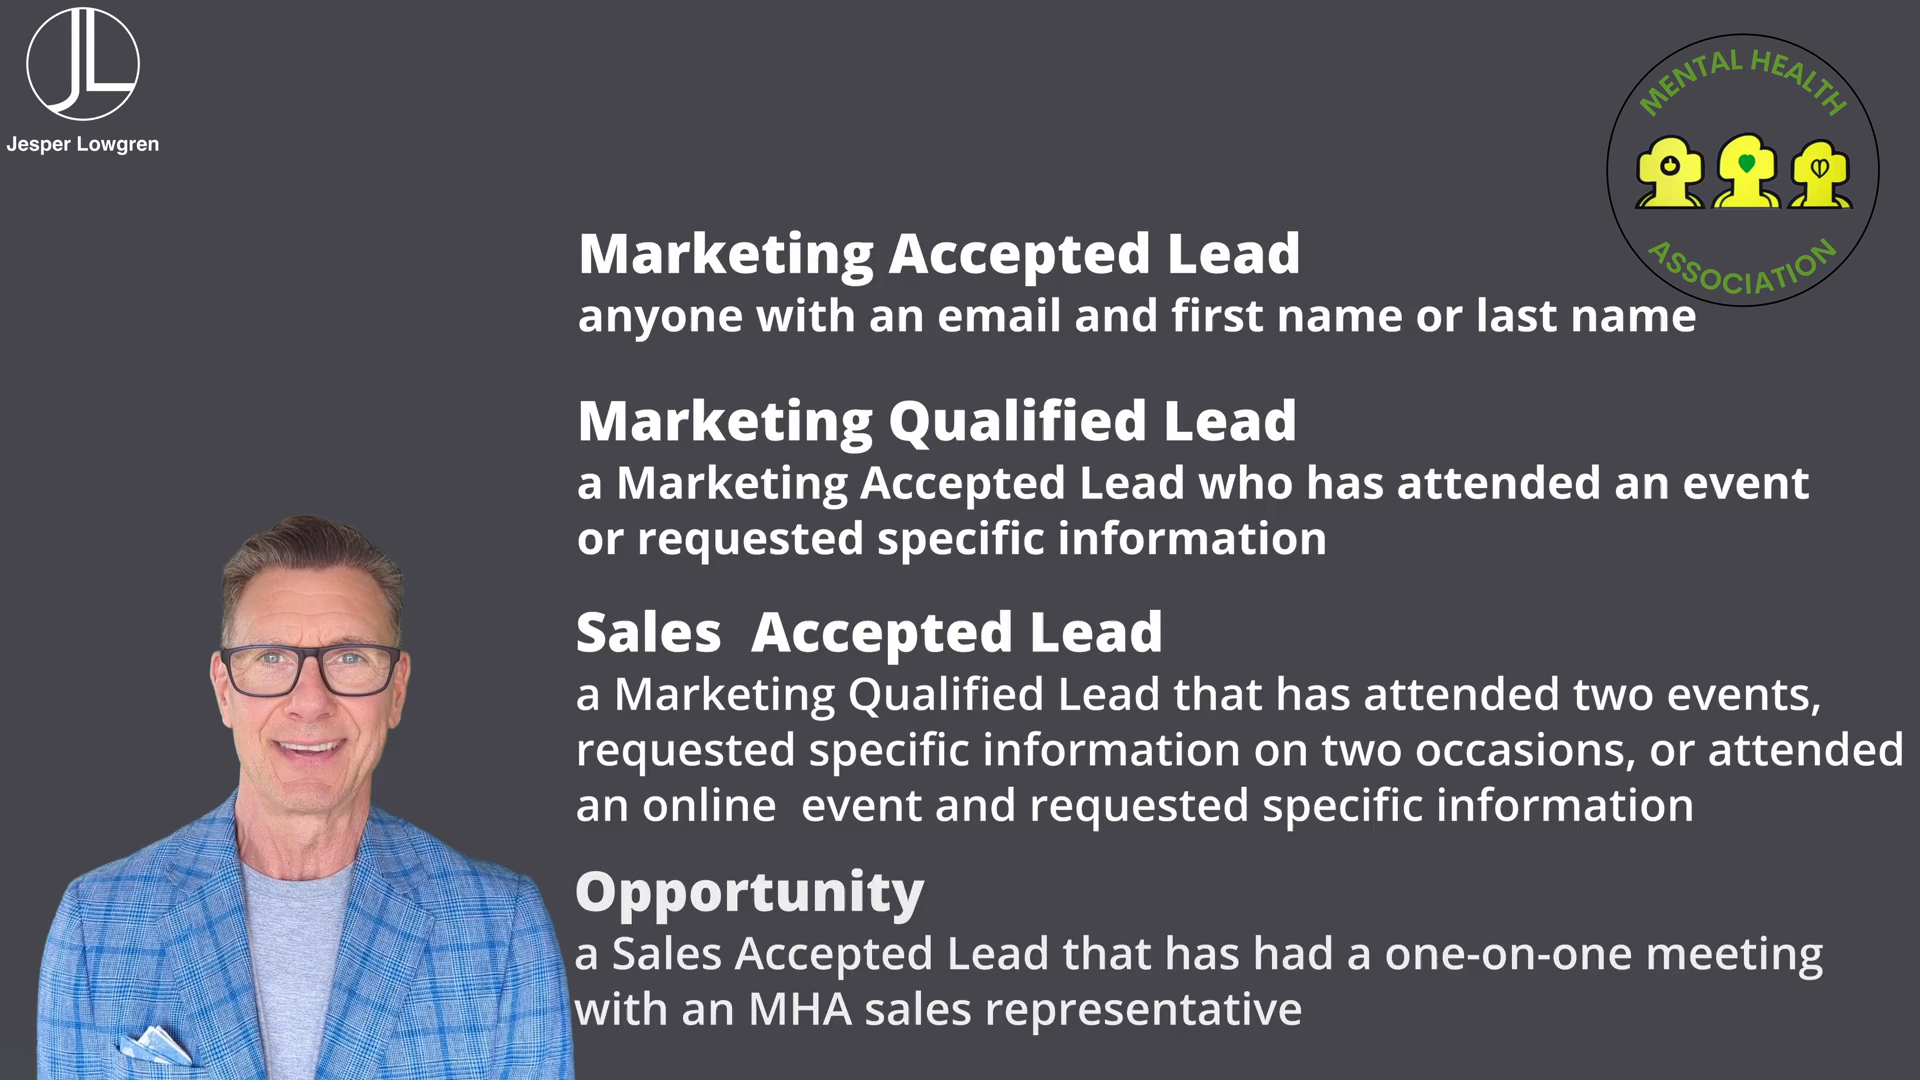 JL
Jesper Lowgren
MENTAL HEALTH
ASSOCIATION
Marketing Accepted Lead
anyone with an email and first name or last name
Marketing Qualified Lead
a Marketing Accepted Lead who has attended an event
or requested specific information
Sales  Accepted Lead
a Marketing Qualified Lead that has attended two events,
requested specific information on two occasions, or attended
an online  event and requested specific information
Opportunity
a Sales Accepted Lead that has had a one-on-one meeting
with an MHA sales representative